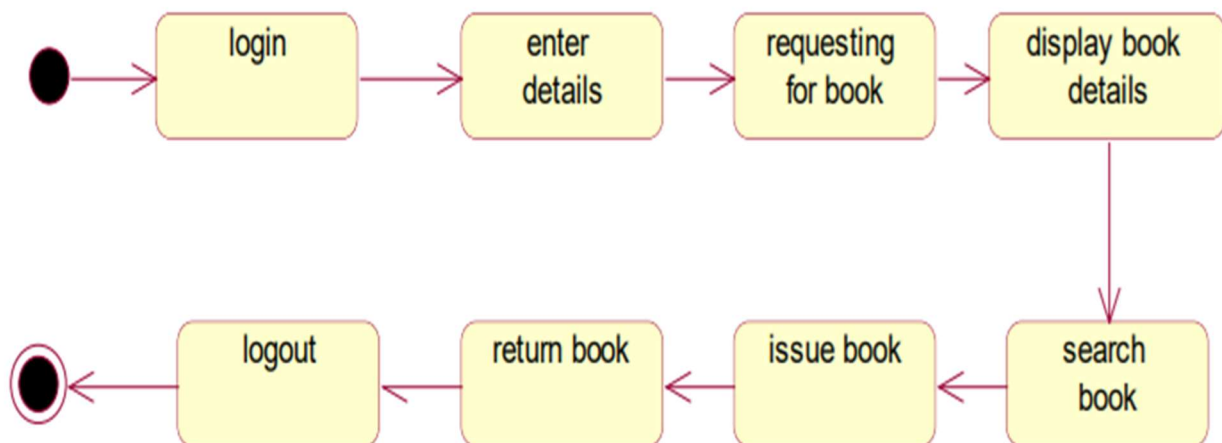 login
enter
details
requesting
for book
display book
details
search
book
issue book
return book
logout